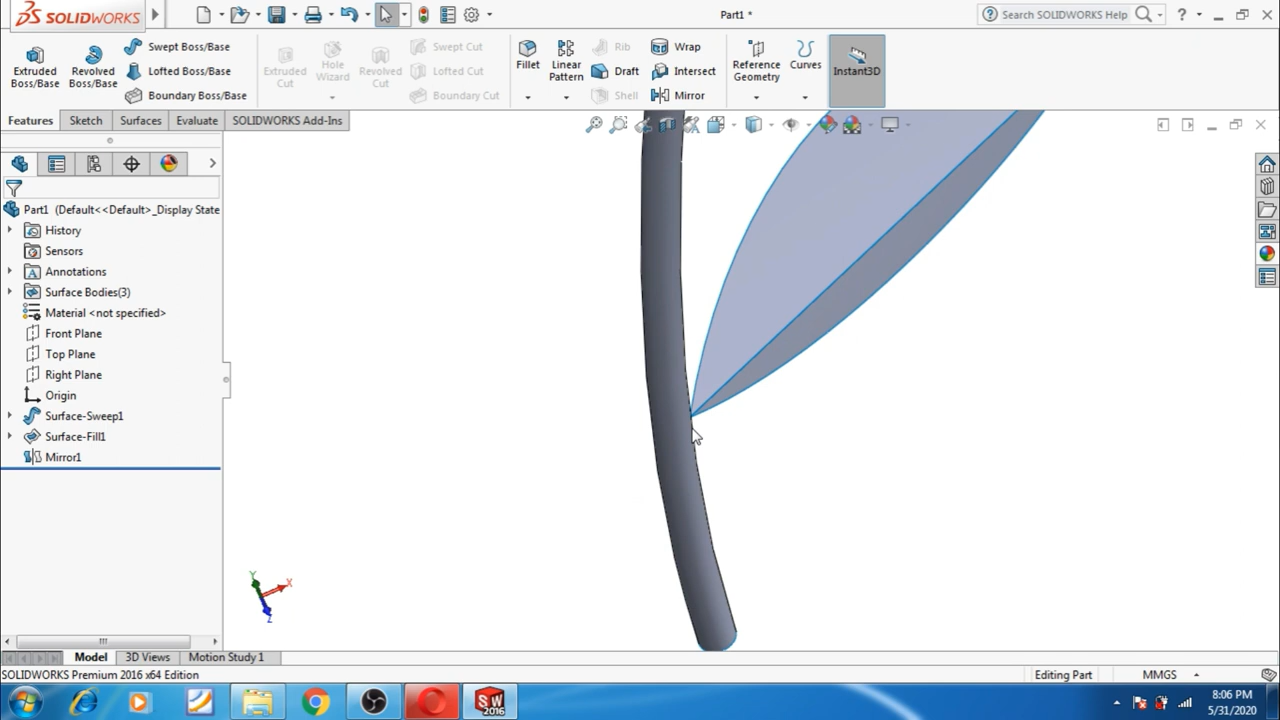 SOLIDWORKS
Part1 *
Search SOLIDWORKS Help
?
Extruded Boss/Base
Revolved Boss/Base
Swept Boss/Base
Lofted Boss/Base
Boundary Boss/Base
Extruded Cut
Hole Wizard
Revolved Cut
Swept Cut
Lofted Cut
Boundary Cut
Fillet
Linear Pattern
Rib
Draft
Shell
Wrap
Intersect
Mirror
Reference Geometry
Curves
Instant3D
Features
Sketch
Surfaces
Evaluate
SOLIDWORKS Add-Ins
Part1 (Default<<Default>_Display State
History
Sensors
Annotations
Surface Bodies(3)
Material <not specified>
Front Plane
Top Plane
Right Plane
Origin
Surface-Sweep1
Surface-Fill1
Mirror1
Y
X
Z
Model
3D Views
Motion Study 1
SOLIDWORKS Premium 2016 x64 Edition
Editing Part
MMGS
SW
2016
8:06 PM
5/31/2020